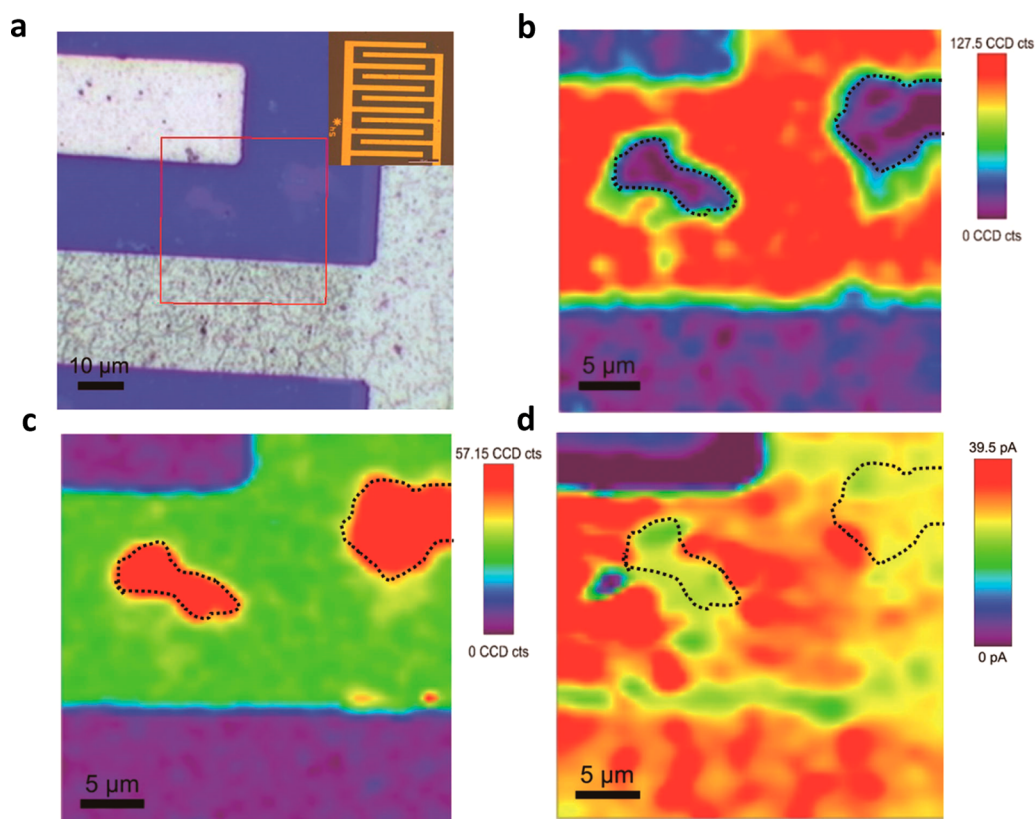 a
10 μm
b
127.5 CCD cts
0 CCD cts
5 μm
c
57.15 CCD cts
0 CCD cts
5 μm
d
39.5 pA
0 pA
5 μm